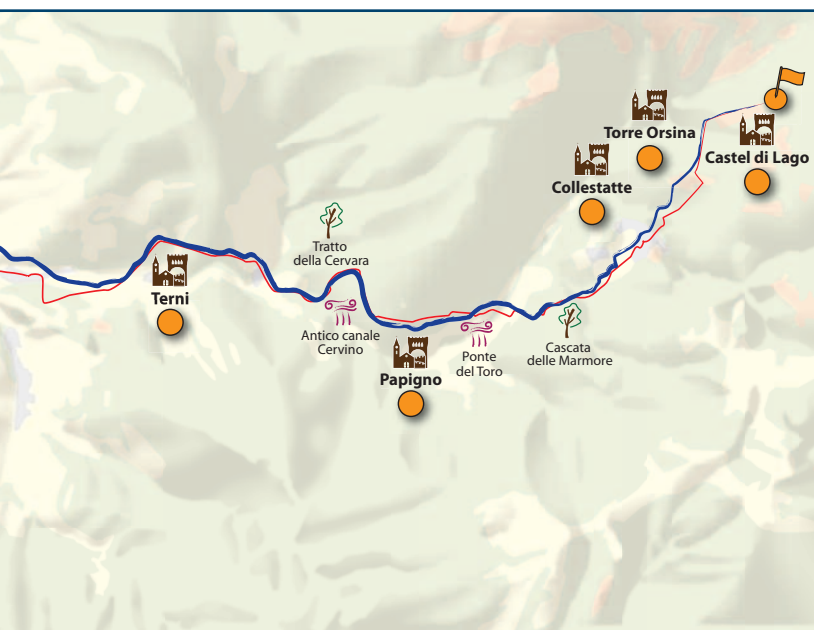 Torre Orsina
Castel di Lago
Collestatte
Tratto
della Cervara
Terni
Antico canale
Cervino
Ponte
del Toro
Cascata
delle Marmore
Papigno